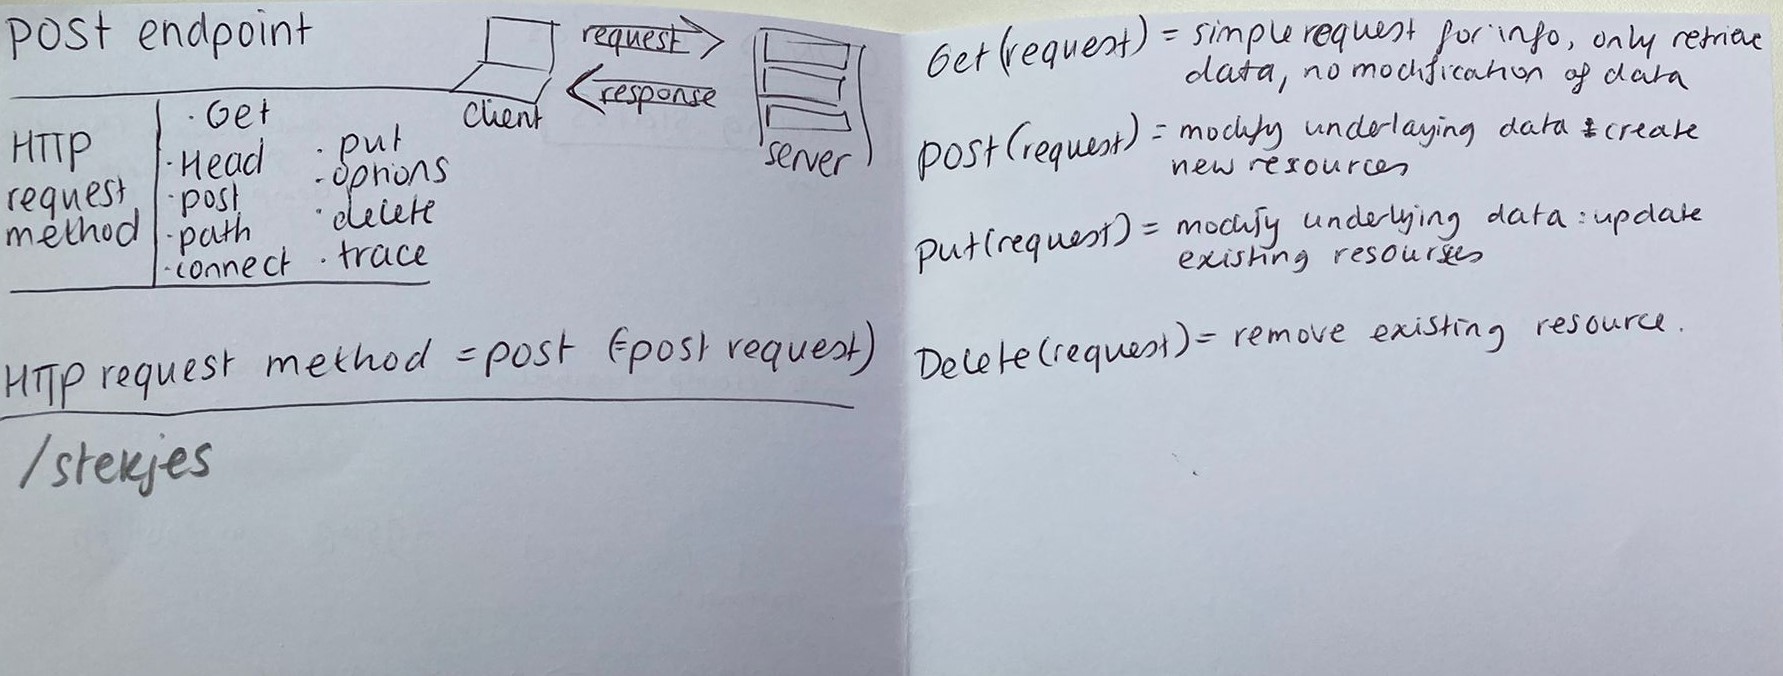 post endpoint
request
response
client
server
HTTP
request
method
· Get
· Head
· post
· path
· connect
· put
· options
· delete
· trace
HTTP request method = post (=post request)
/stekjes
Get (request) = simple request for info, only retrieve
data, no modification of data
post (request) = modify underlaying data : create
new resources
put (request) = modify underlying data : update
existing resourses
Delete (request) = remove existing resource.